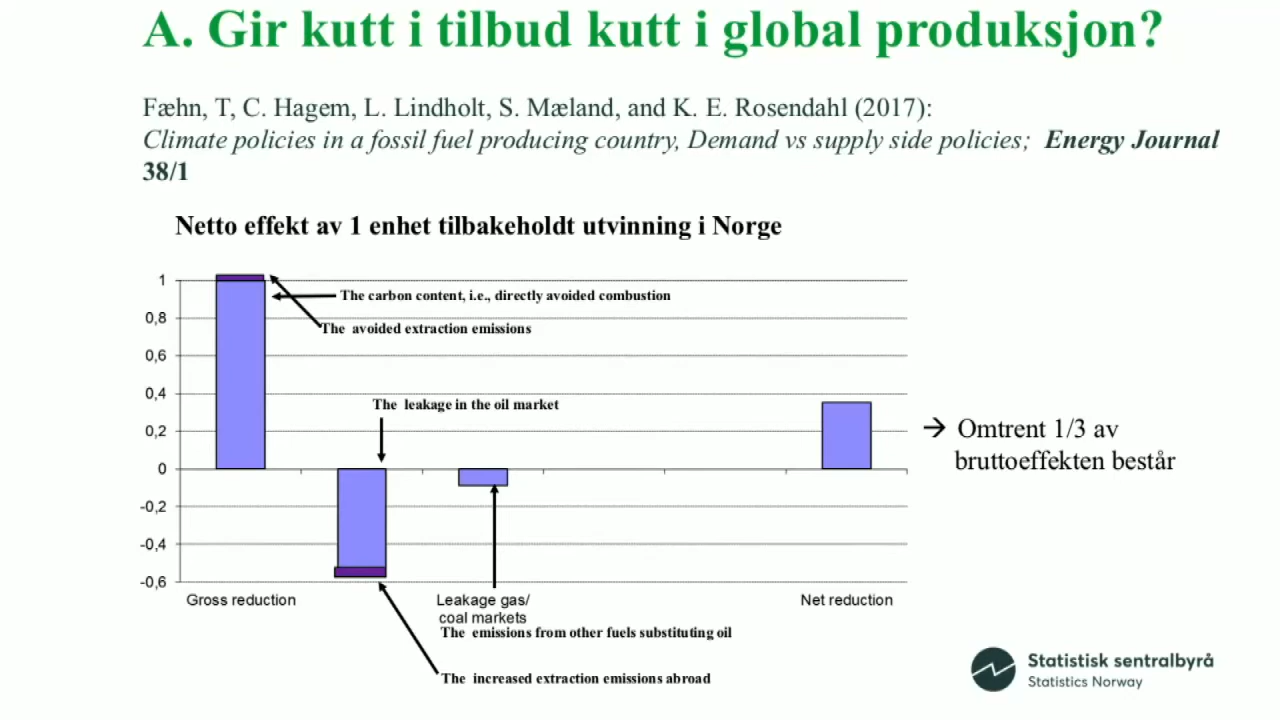 A. Gir kutt i tilbud kutt i global produksjon?
Fæhn, T, C. Hagem, L. Lindholt, S. Mæland, and K. E. Rosendahl (2017):
Climate policies in a fossil fuel producing country, Demand vs supply side policies; Energy Journal
38/1
Netto effekt av 1 enhet tilbakeholdt utvinning i Norge
1
The carbon content, i.e., directly avoided combustion
0,8
The avoided extraction emissions
0,6
0,4
The leakage in the oil market
0,2
→ Omtrent 1/3 av
bruttoeffekten består
0
-0,2
-0,4
-0,6
Gross reduction
Leakage gas/
coal markets
Net reduction
The emissions from other fuels substituting oil
The increased extraction emissions abroad
Statistisk sentralbyrå
Statistics Norway